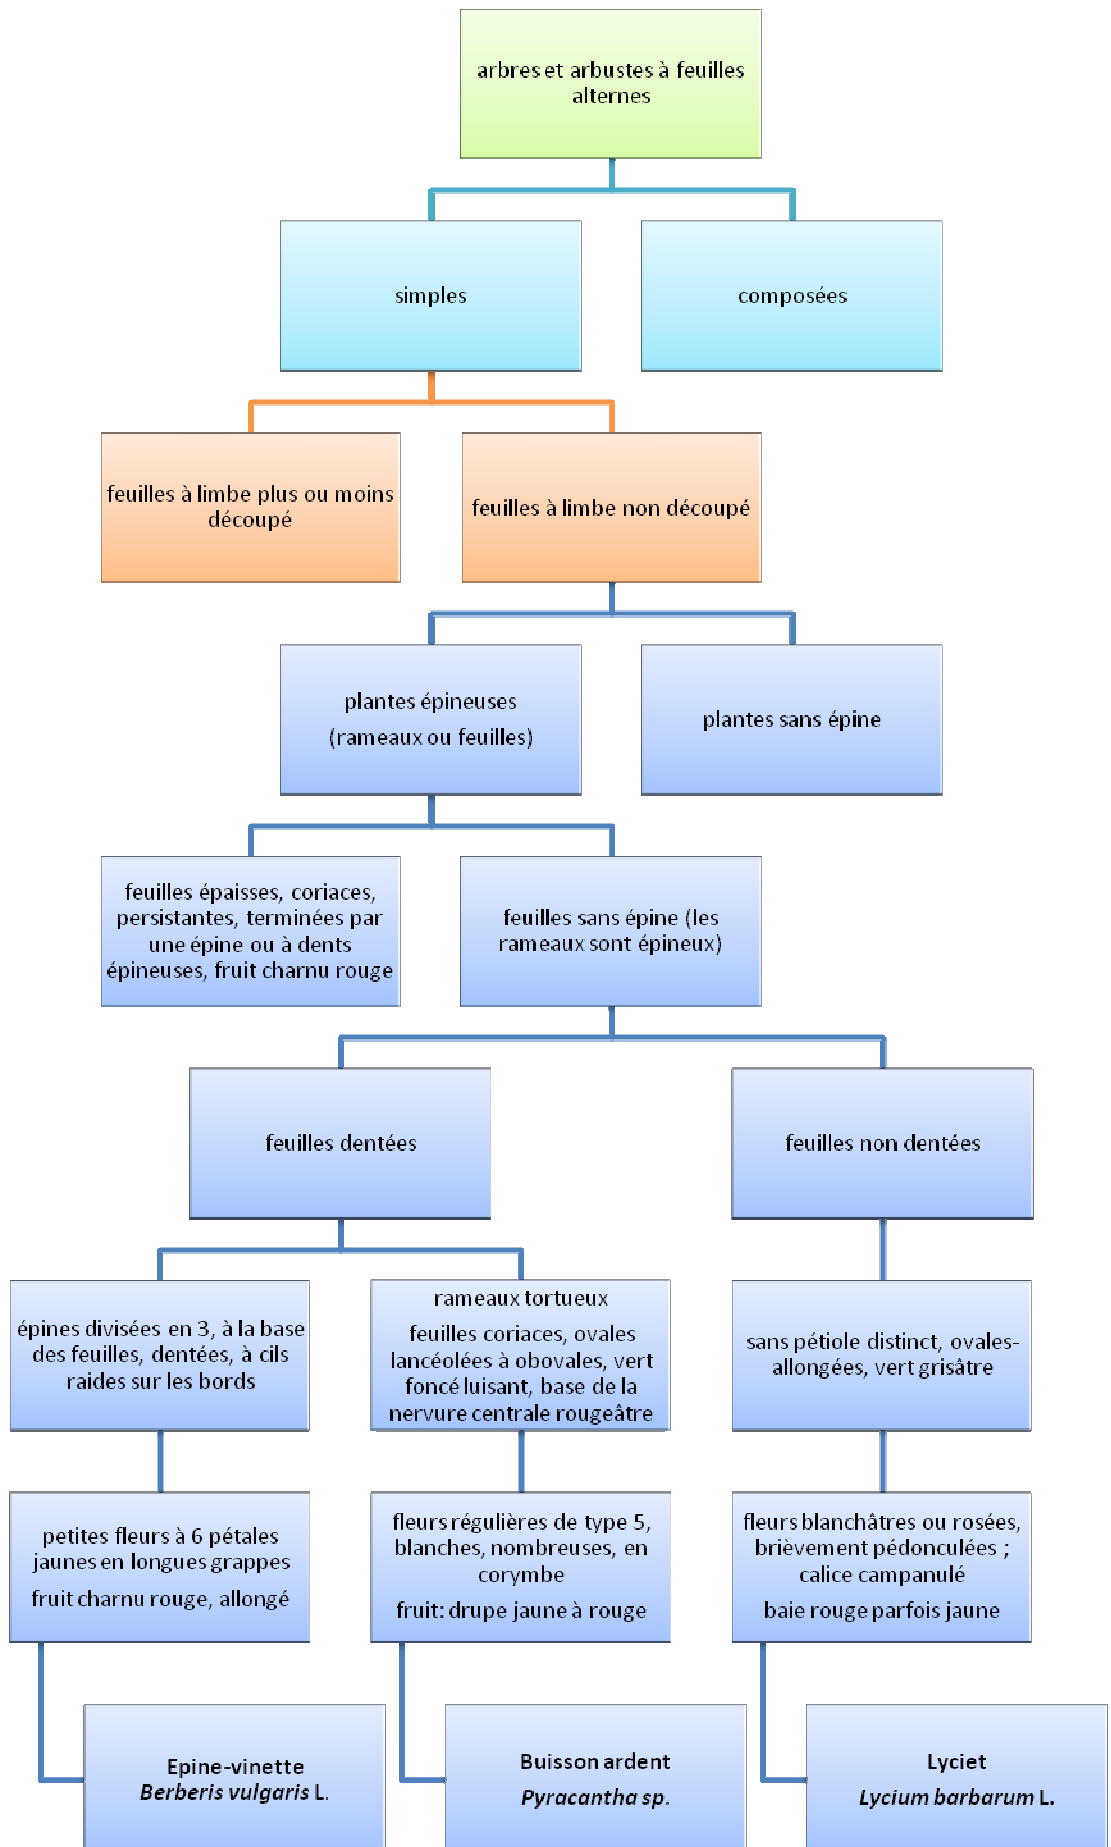 arbres et arbustes à feuilles
alternes
simples
composées
feuilles à limbe plus ou moins
découpé
feuilles à limbe non découpé
plantes épineuses
(rameaux ou feuilles)
plantes sans épine
feuilles épaisses, coriaces,
persistantes, terminées par
une épine ou à dents
épineuses, fruit charnu rouge
feuilles sans épine (les
rameaux sont épineux)
feuilles dentées
feuilles non dentées
épines divisées en 3, à la base
des feuilles, dentées, à cils
raides sur les bords
rameaux tortueux
feuilles coriaces, ovales
lancéolées à obovales, vert
foncé luisant, base de la
nervure centrale rougeâtre
sans pétiole distinct, ovales-
allongées, vert grisâtre
petites fleurs à 6 pétales
jaunes en longues grappes
fruit charnu rouge, allongé
fleurs régulières de type 5,
blanches, nombreuses, en
corymbe
fruit: drupe jaune à rouge
fleurs blanchâtres ou rosées,
brièvement pédonculées ;
calice campanulé
baie rouge parfois jaune
Epine-vinette
Berberis vulgaris L.
Buisson ardent
Pyracantha sp.
Lyciet
Lycium barbarum L.